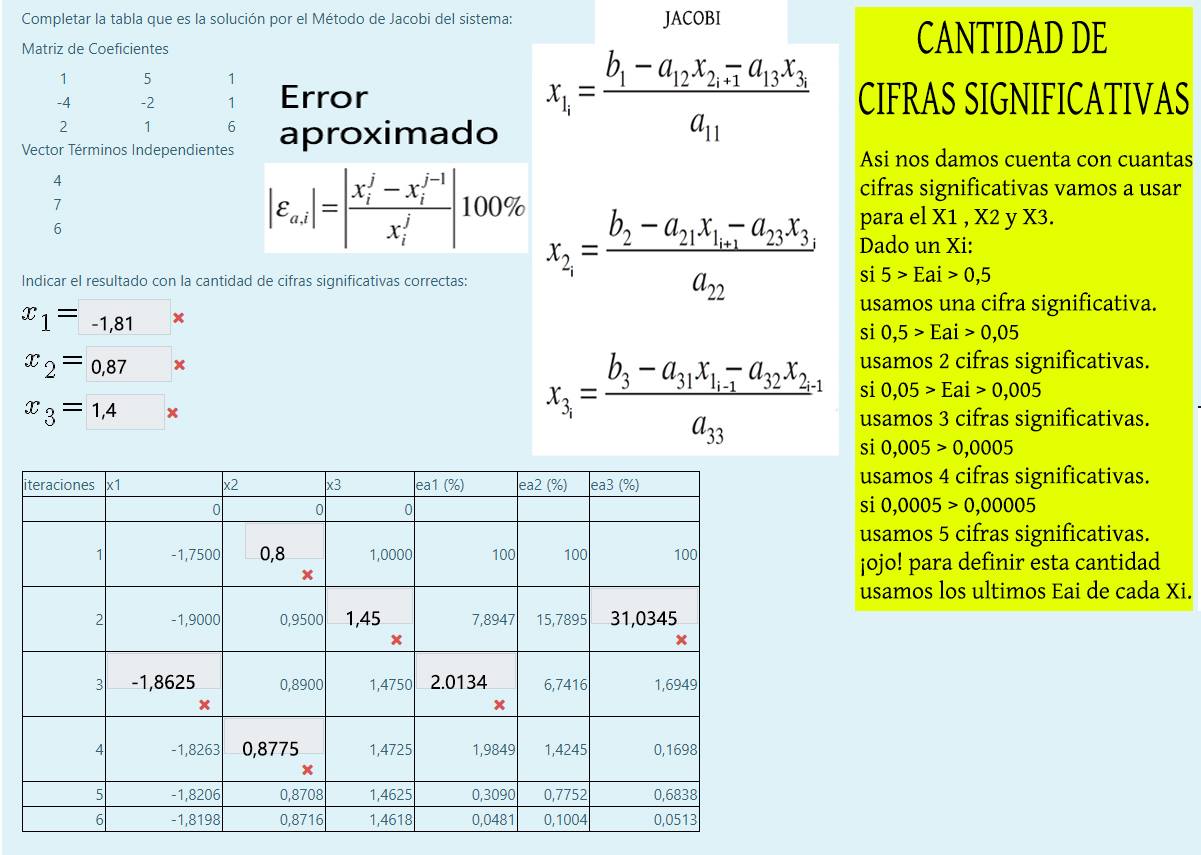 Completar la tabla que es la solución por el Método de Jacobi del sistema:
Matriz de Coeficientes
1 5 1
-4 -2 1
2 1 6
Vector Términos Independientes
4
7
6
Error
aproximado
|ε_{a,i}| = |(x_i^j − x_i^{j−1}) / x_i^j| 100%
Indicar el resultado con la cantidad de cifras significativas correctas:
x_1 = -1,81
x_2 = 0,87
x_3 = 1,4
JACOBI
x_{1_i} = (b_1 − a_{12}x_{2_{i+1}} − a_{13}x_{3_i}) / a_{11}
x_{2_i} = (b_2 − a_{21}x_{1_{i+1}} − a_{23}x_{3_i}) / a_{22}
x_{3_i} = (b_3 − a_{31}x_{1_{i-1}} − a_{32}x_{2_{i-1}}) / a_{33}
CANTIDAD DE
CIFRAS SIGNIFICATIVAS
Asi nos damos cuenta con cuantas
cifras significativas vamos a usar
para el X1 , X2 y X3.
Dado un Xi:
si 5 > Eai > 0,5
usamos una cifra significativa.
si 0,5 > Eai > 0,05
usamos 2 cifras significativas.
si 0,05 > Eai > 0,005
usamos 3 cifras significativas.
si 0,005 > 0,0005
usamos 4 cifras significativas.
si 0,0005 > 0,00005
usamos 5 cifras significativas.
¡ojo! para definir esta cantidad
usamos los ultimos Eai de cada Xi.
iteraciones x1 x2 x3 ea1 (%) ea2 (%) ea3 (%)
0 0 0
1 -1,7500 0,8 1,0000 100 100 100
2 -1,9000 0,9500 1,45 7,8947 15,7895 31,0345
3 -1,8625 0,8900 1,4750 2.0134 6,7416 1,6949
4 -1,8263 0,8775 1,4725 1,9849 1,4245 0,1698
5 -1,8206 0,8708 1,4625 0,3090 0,7752 0,6838
6 -1,8198 0,8716 1,4618 0,0481 0,1004 0,0513